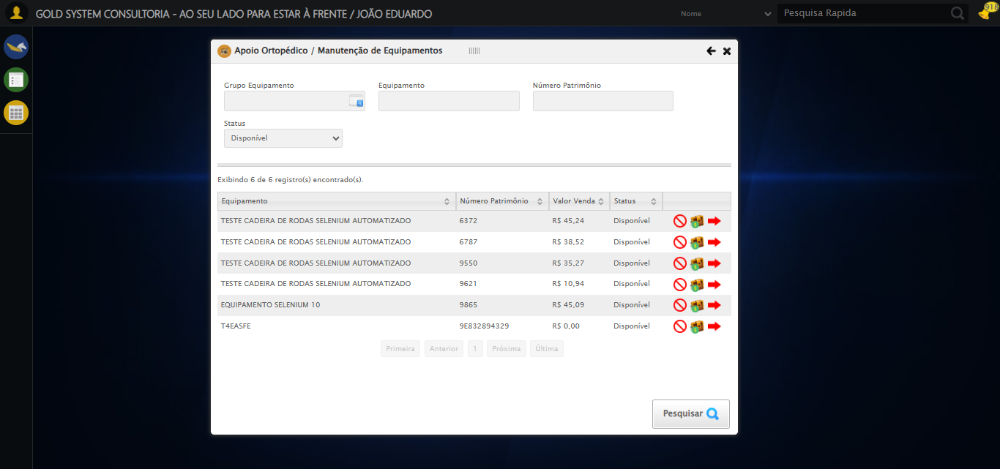 GOLD SYSTEM CONSULTORIA - AO SEU LADO PARA ESTAR À FRENTE / JOÃO EDUARDO
Nome
Pesquisa Rapida
918
Apoio Ortopédico / Manutenção de Equipamentos
Grupo Equipamento Equipamento Número Patrimônio
Status
Disponível
Exibindo 6 de 6 registro(s) encontrado(s).
Equipamento Número Patrimônio Valor Venda Status
TESTE CADEIRA DE RODAS SELENIUM AUTOMATIZADO 6372 R$ 45,24 Disponível
TESTE CADEIRA DE RODAS SELENIUM AUTOMATIZADO 6787 R$ 38,52 Disponível
TESTE CADEIRA DE RODAS SELENIUM AUTOMATIZADO 9550 R$ 35,27 Disponível
TESTE CADEIRA DE RODAS SELENIUM AUTOMATIZADO 9621 R$ 10,94 Disponível
EQUIPAMENTO SELENIUM 10 9865 R$ 45,09 Disponível
T4EASFE 9E832894329 R$ 0,00 Disponível
Primeira Anterior 1 Próxima Última
Pesquisar